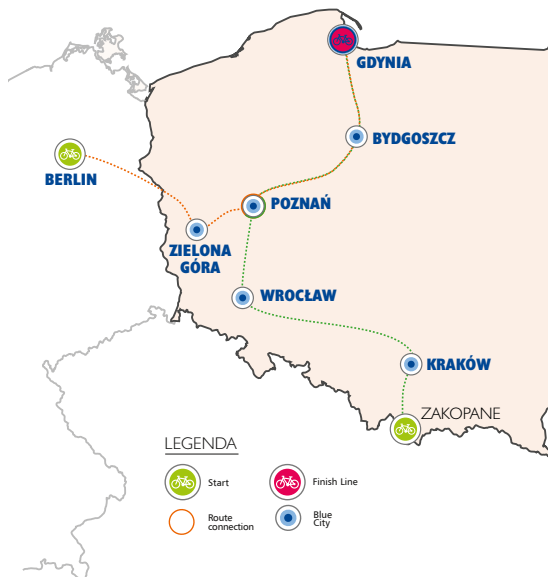 GDYNIA
BYDGOSZCZ
BERLIN
POZNAŃ
ZIELONA
GÓRA
WROCŁAW
KRAKÓW
ZAKOPANE
LEGENDA
Start
Finish Line
Route
connection
Blue
City